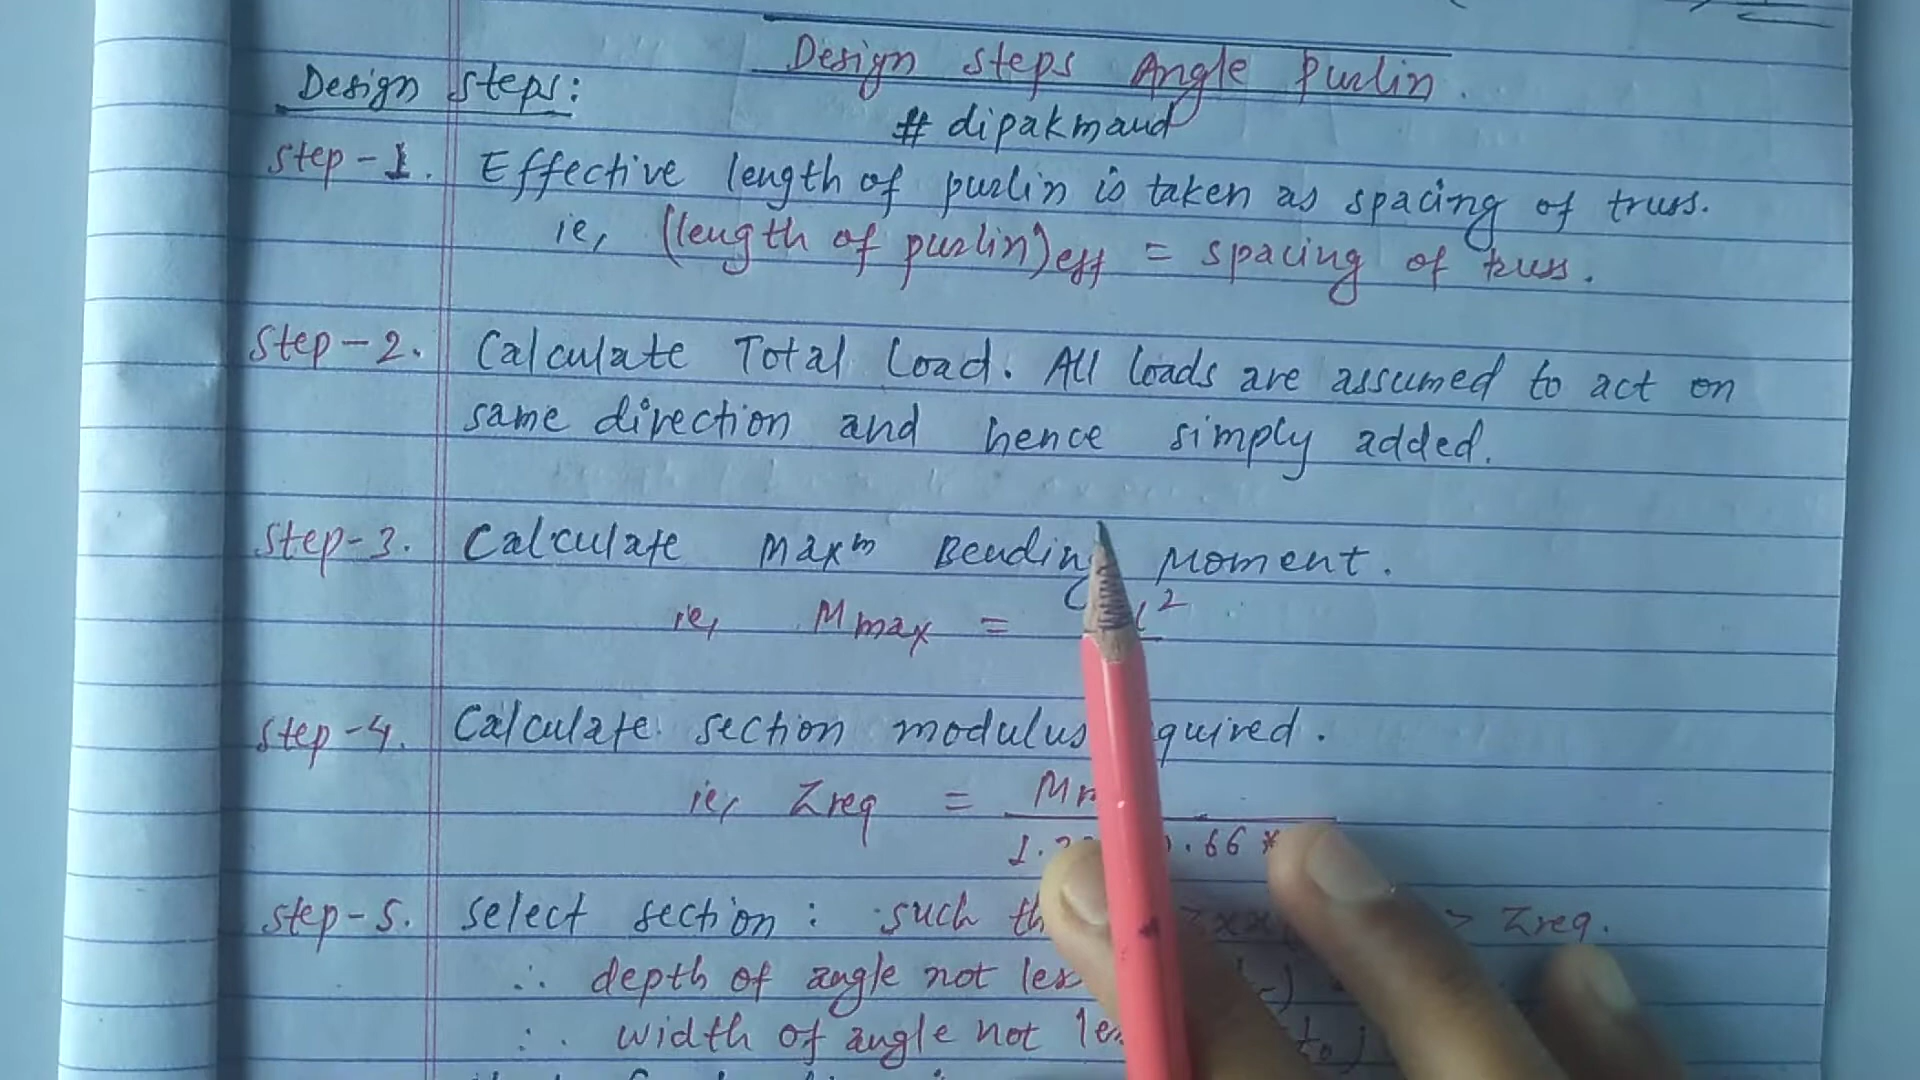 Design steps Angle Purlin.
Design steps:
# dipakmaud
Step-1. Effective length of purlin is taken as spacing of truss.
ie, (length of purlin)eff = spacing of truss.
Step-2. Calculate Total Load. All loads are assumed to act on
same direction and hence simply added.
Step-3. Calculate Maxm Bending Moment.
ie, Mmax =
Step-4. Calculate section modulus
ie, Zreq =
.66 *
Step-5. select section: such > Zreq.
∴ depth of angle not
∴ width of angle not